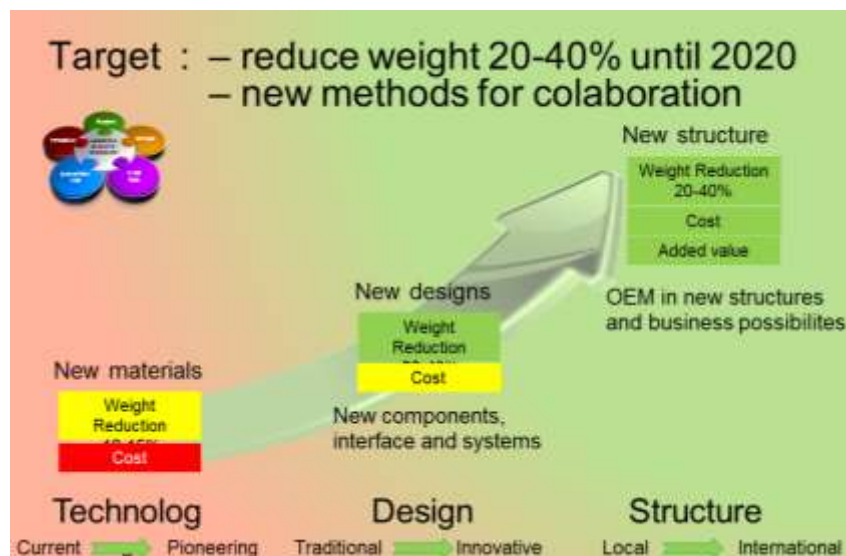 Target : – reduce weight 20-40% until 2020
– new methods for colaboration
New structure
Weight Reduction
20-40%
Cost
Added value
OEM in new structures
and business possibilites
New designs
Weight
Reduction
Cost
New components,
interface and systems
New materials
Weight
Reduction
Cost
Technolog
Current
Pioneering
Design
Traditional
Innovative
Structure
Local
International